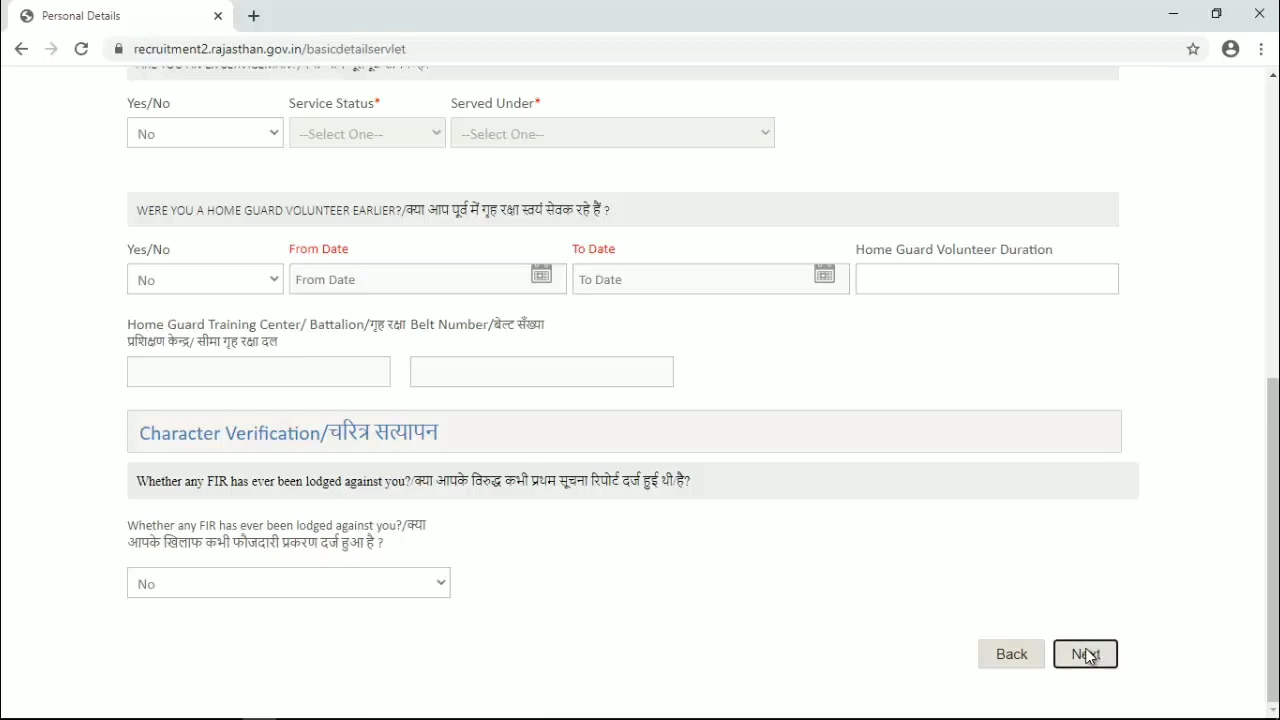 Personal Details
recruitment2.rajasthan.gov.in/basicdetailservlet
Yes/No Service Status* Served Under*
No --Select One-- --Select One--
WERE YOU A HOME GUARD VOLUNTEER EARLIER?/क्या आप पूर्व में गृह रक्षा स्वयं सेवक रहे हैं ?
Yes/No From Date To Date Home Guard Volunteer Duration
No From Date To Date
Home Guard Training Center/ Battalion/गृह रक्षा Belt Number/बेल्ट सँख्या
प्रशिक्षण केन्द्र/ सीमा गृह रक्षा दल
Character Verification/चरित्र सत्यापन
Whether any FIR has ever been lodged against you?/क्या आपके विरुद्ध कभी प्रथम सूचना रिपोर्ट दर्ज हुई थी/है?
Whether any FIR has ever been lodged against you?/क्या
आपके खिलाफ कभी फौजदारी प्रकरण दर्ज हुआ है ?
No
Back Next